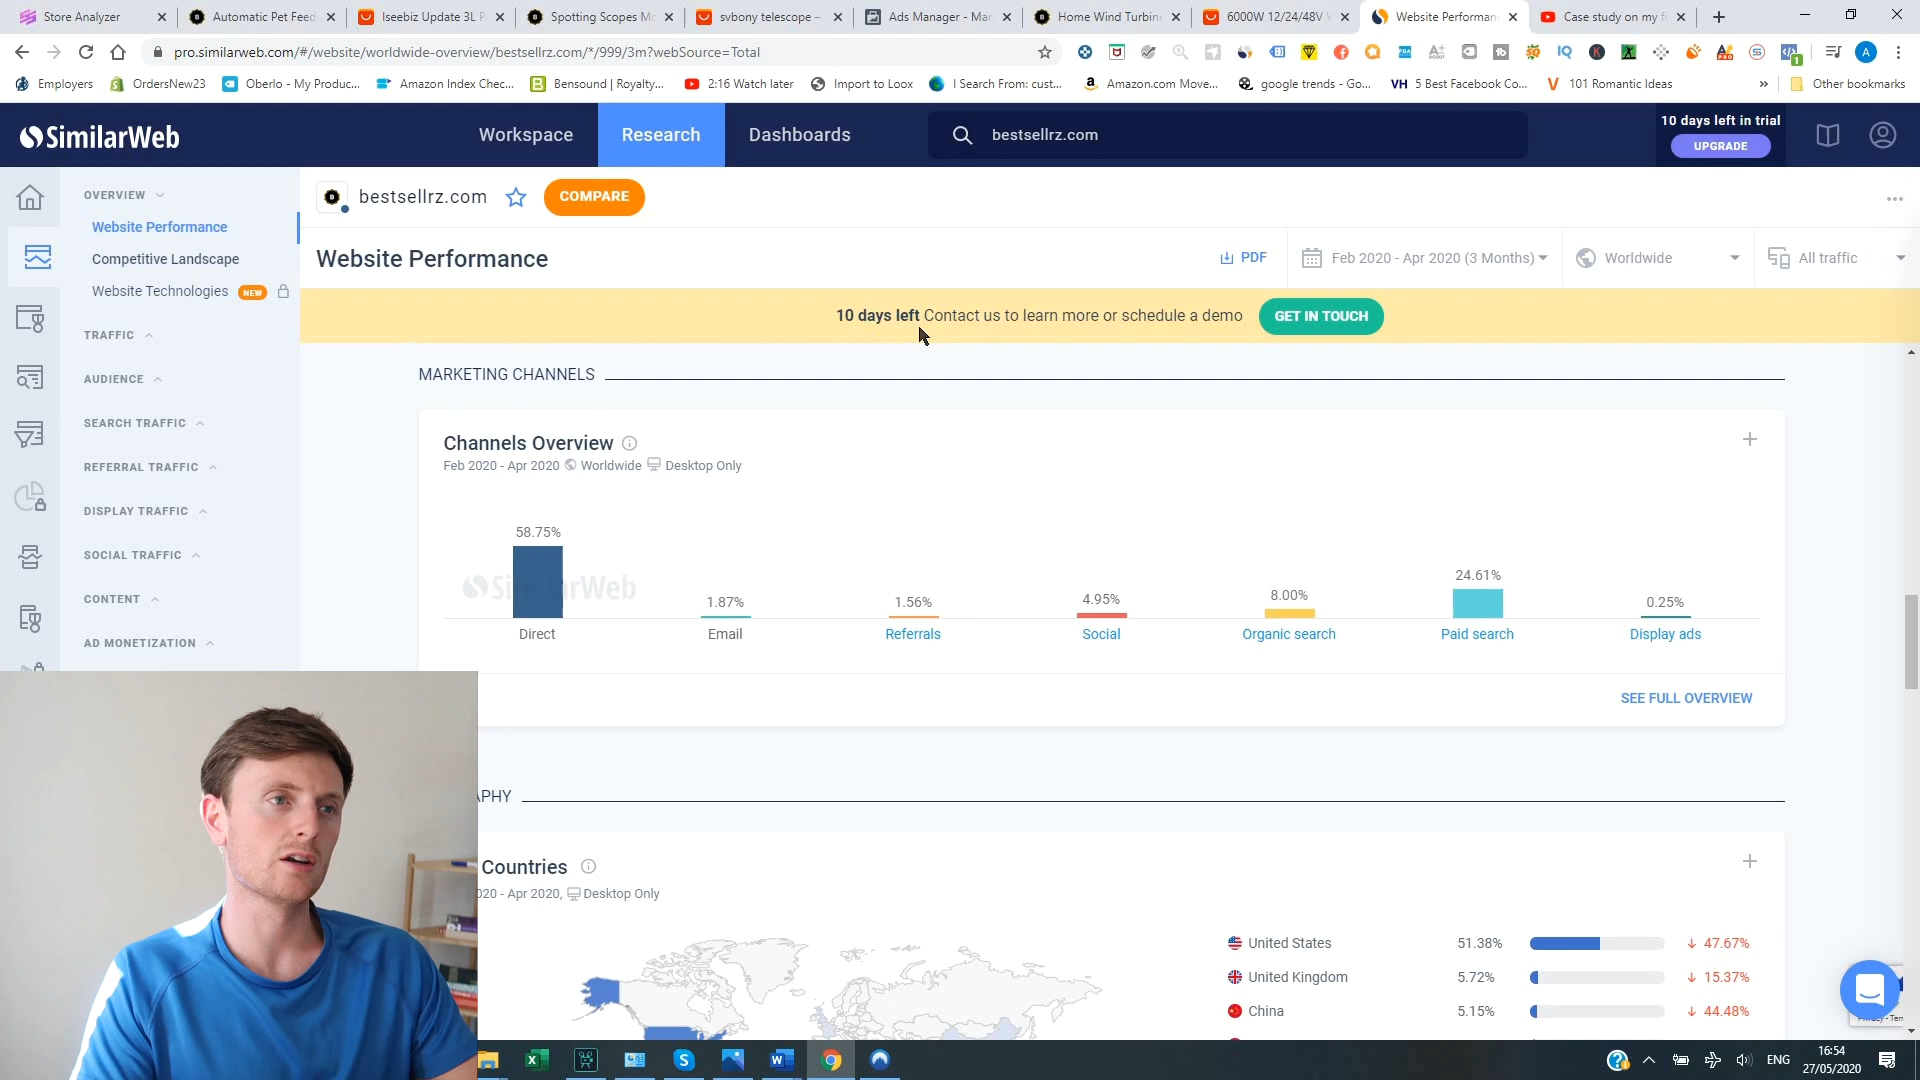 Store Analyzer
Automatic Pet Feed
Iseebiz Update 3L P
Spotting Scopes Mo
svbony telescope –
Ads Manager - Man
Home Wind Turbin
6000W 12/24/48V W
Website Performan
Case study on my fi
pro.similarweb.com/#/website/worldwide-overview/bestsellrz.com/*/999/3m?webSource=Total
Employers
OrdersNew23
Oberlo - My Produc...
Amazon Index Chec...
Bensound | Royalty...
2:16 Watch later
Import to Loox
I Search From: cust...
Amazon.com Move...
google trends - Go...
VH 5 Best Facebook Co...
101 Romantic Ideas
»
Other bookmarks
SimilarWeb
Workspace
Research
Dashboards
bestsellrz.com
10 days left in trial
UPGRADE
OVERVIEW
Website Performance
Competitive Landscape
Website Technologies NEW
TRAFFIC
AUDIENCE
SEARCH TRAFFIC
REFERRAL TRAFFIC
DISPLAY TRAFFIC
SOCIAL TRAFFIC
CONTENT
AD MONETIZATION
bestsellrz.com
COMPARE
Website Performance
PDF
Feb 2020 - Apr 2020 (3 Months)
Worldwide
All traffic
10 days left Contact us to learn more or schedule a demo
GET IN TOUCH
MARKETING CHANNELS
Channels Overview
Feb 2020 - Apr 2020 Worldwide Desktop Only
58.75%
1.87%
1.56%
4.95%
8.00%
24.61%
0.25%
Direct
Email
Referrals
Social
Organic search
Paid search
Display ads
SEE FULL OVERVIEW
APHY
Countries
020 - Apr 2020, Desktop Only
United States 51.38% ↓ 47.67%
United Kingdom 5.72% ↓ 15.37%
China 5.15% ↓ 44.48%
ENG
16:54
27/05/2020